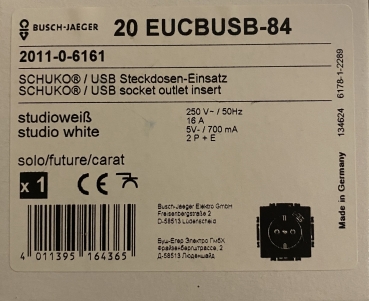 BUSCH-JAEGER 20 EUCBUSB-84
2011-0-6161
SCHUKO® / USB Steckdosen-Einsatz
SCHUKO® / USB socket outlet insert
studioweiß
studio white
250 V~ / 50Hz
16 A
5V- / 700 mA
2 P + E
solo/future/carat
x 1 CE
Busch-Jaeger Elektro GmbH
Freisenbergstraße 2
D-58513 Lüdenscheid
Буш-Егер Электро ГмбХ
Фрайзенбергштрассе, 2
Д-58513 Люденшайд
4 011395 164365
134624 6178-1-2289
Made in Germany